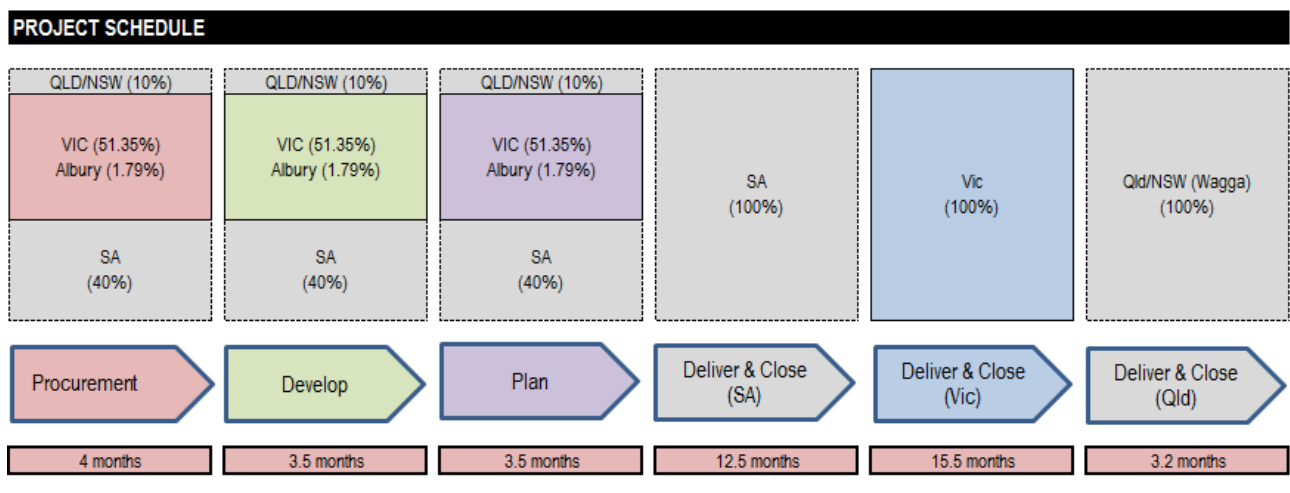 PROJECT SCHEDULE
QLD/NSW (10%)
VIC (51.35%)
Albury (1.79%)
SA
(40%)
QLD/NSW (10%)
VIC (51.35%)
Albury (1.79%)
SA
(40%)
QLD/NSW (10%)
VIC (51.35%)
Albury (1.79%)
SA
(40%)
SA
(100%)
Vic
(100%)
Qld/NSW (Wagga)
(100%)
Procurement
Develop
Plan
Deliver & Close
(SA)
Deliver & Close
(Vic)
Deliver & Close
(Qld)
4 months
3.5 months
3.5 months
12.5 months
15.5 months
3.2 months